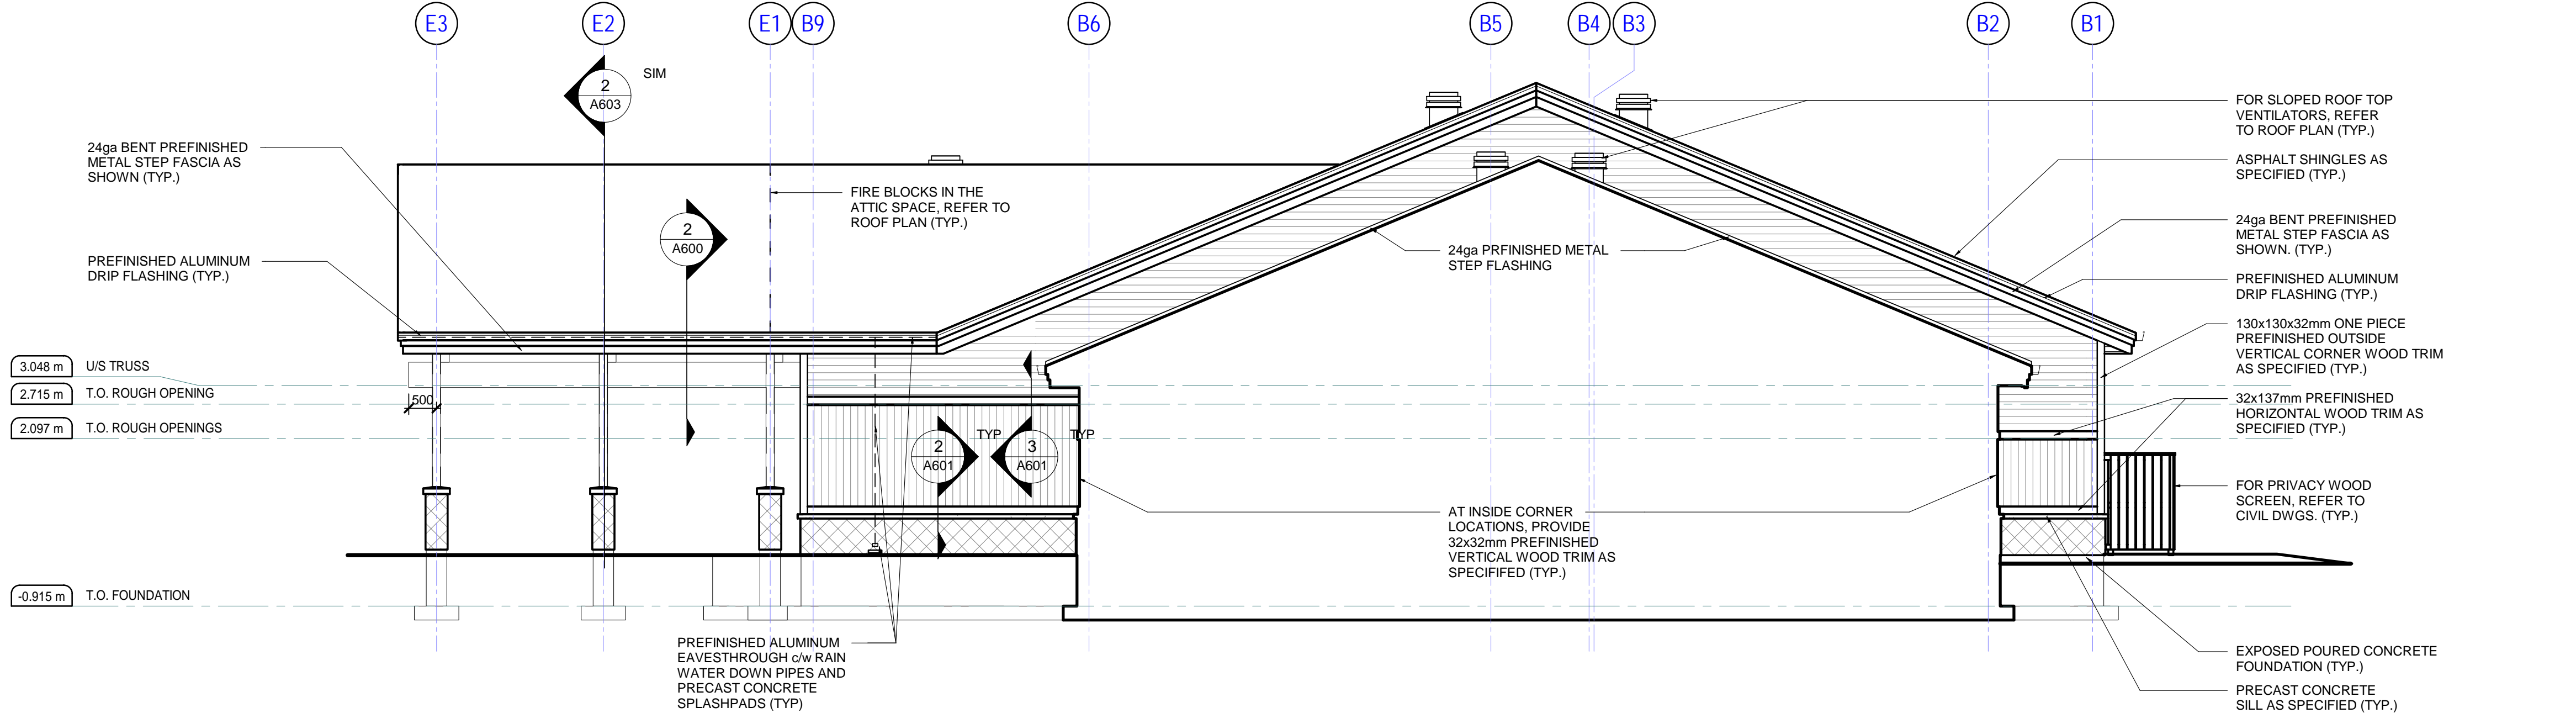 E3
E2
E1
B9
B6
B5
B4
B3
B2
B1
2
A603
SIM
24ga BENT PREFINISHED
METAL STEP FASCIA AS
SHOWN (TYP.)
PREFINISHED ALUMINUM
DRIP FLASHING (TYP.)
FIRE BLOCKS IN THE
ATTIC SPACE, REFER TO
ROOF PLAN (TYP.)
2
A600
24ga PRFINISHED METAL
STEP FLASHING
FOR SLOPED ROOF TOP
VENTILATORS, REFER
TO ROOF PLAN (TYP.)
ASPHALT SHINGLES AS
SPECIFIED (TYP.)
24ga BENT PREFINISHED
METAL STEP FASCIA AS
SHOWN. (TYP.)
PREFINISHED ALUMINUM
DRIP FLASHING (TYP.)
130x130x32mm ONE PIECE
PREFINISHED OUTSIDE
VERTICAL CORNER WOOD TRIM
AS SPECIFIED (TYP.)
32x137mm PREFINISHED
HORIZONTAL WOOD TRIM AS
SPECIFIED (TYP.)
FOR PRIVACY WOOD
SCREEN, REFER TO
CIVIL DWGS. (TYP.)
3.048 m U/S TRUSS
2.715 m T.O. ROUGH OPENING
500
2.097 m T.O. ROUGH OPENINGS
2
A601
TYP
3
A601
TYP
AT INSIDE CORNER
LOCATIONS, PROVIDE
32x32mm PREFINISHED
VERTICAL WOOD TRIM AS
SPECIFIFED (TYP.)
-0.915 m T.O. FOUNDATION
PREFINISHED ALUMINUM
EAVESTHROUGH c/w RAIN
WATER DOWN PIPES AND
PRECAST CONCRETE
SPLASHPADS (TYP)
EXPOSED POURED CONCRETE
FOUNDATION (TYP.)
PRECAST CONCRETE
SILL AS SPECIFIED (TYP.)